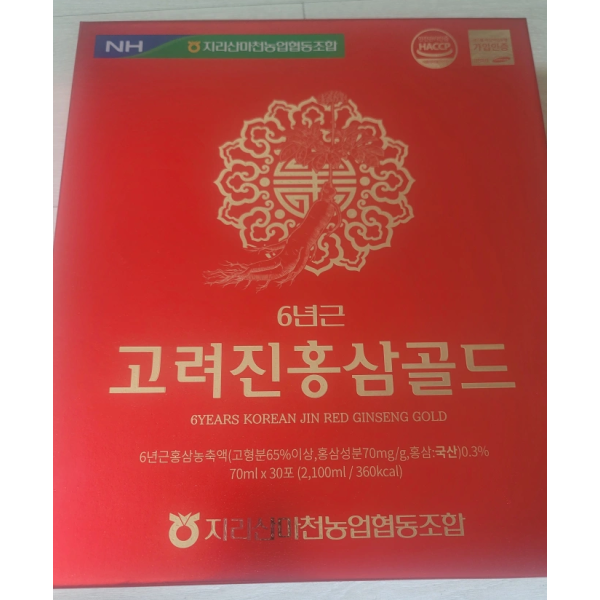 NH 지리산마천농업협동조합
HACCP
6년근
고려진홍삼골드
6YEARS KOREAN JIN RED GINSENG GOLD
6년근홍삼농축액(고형분65%이상,홍삼성분70mg/g,홍삼:국산)0.3%
70ml x 30포 (2,100ml / 360kcal)
지리산마천농업협동조합